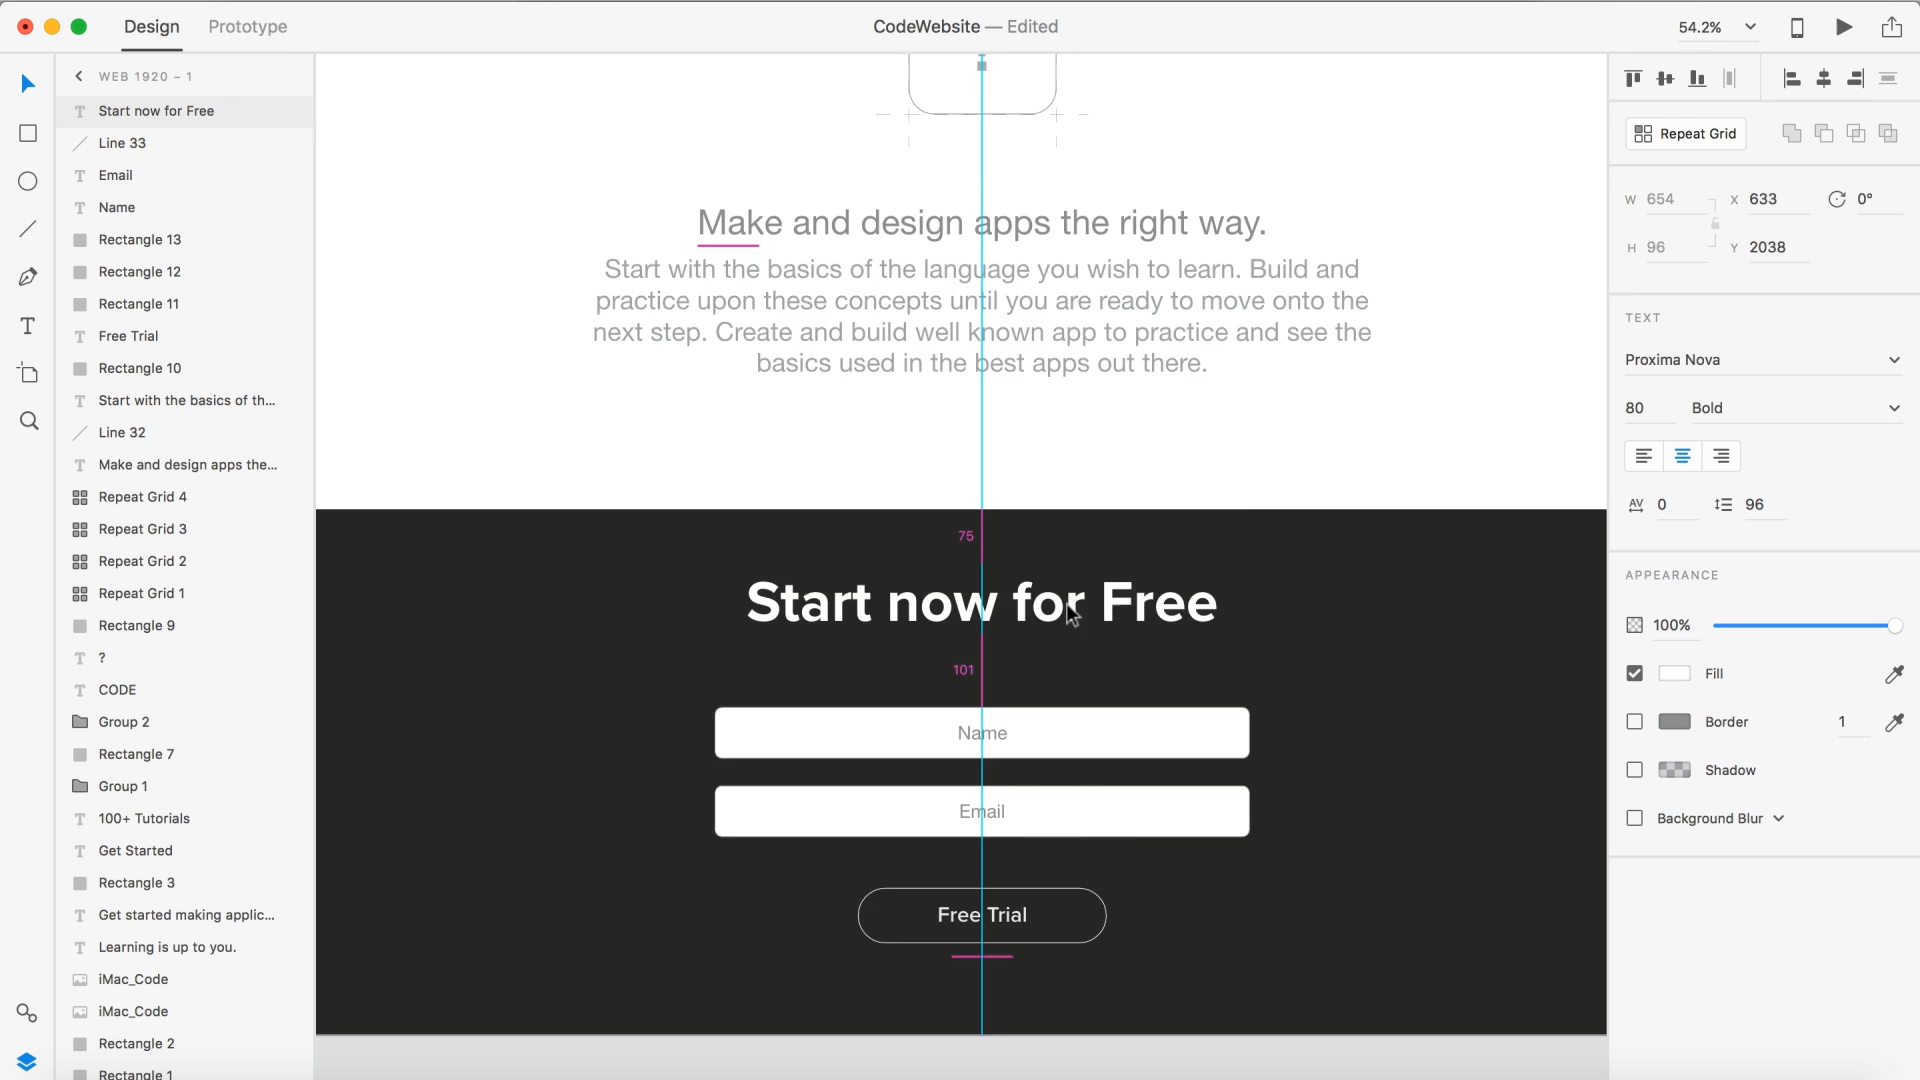 Design
Prototype
CodeWebsite — Edited
54.2%
WEB 1920 – 1
Start now for Free
Line 33
Email
Name
Rectangle 13
Rectangle 12
Rectangle 11
Free Trial
Rectangle 10
Start with the basics of th...
Line 32
Make and design apps the...
Repeat Grid 4
Repeat Grid 3
Repeat Grid 2
Repeat Grid 1
Rectangle 9
?
CODE
Group 2
Rectangle 7
Group 1
100+ Tutorials
Get Started
Rectangle 3
Get started making applic...
Learning is up to you.
iMac_Code
iMac_Code
Rectangle 2
Rectangle 1
Make and design apps the right way.
Start with the basics of the language you wish to learn. Build and
practice upon these concepts until you are ready to move onto the
next step. Create and build well known app to practice and see the
basics used in the best apps out there.
75
Start now for Free
101
Name
Email
Free Trial
Repeat Grid
W 654
X 633
0°
H 96
Y 2038
TEXT
Proxima Nova
80
Bold
AV 0
96
APPEARANCE
100%
Fill
Border
1
Shadow
Background Blur